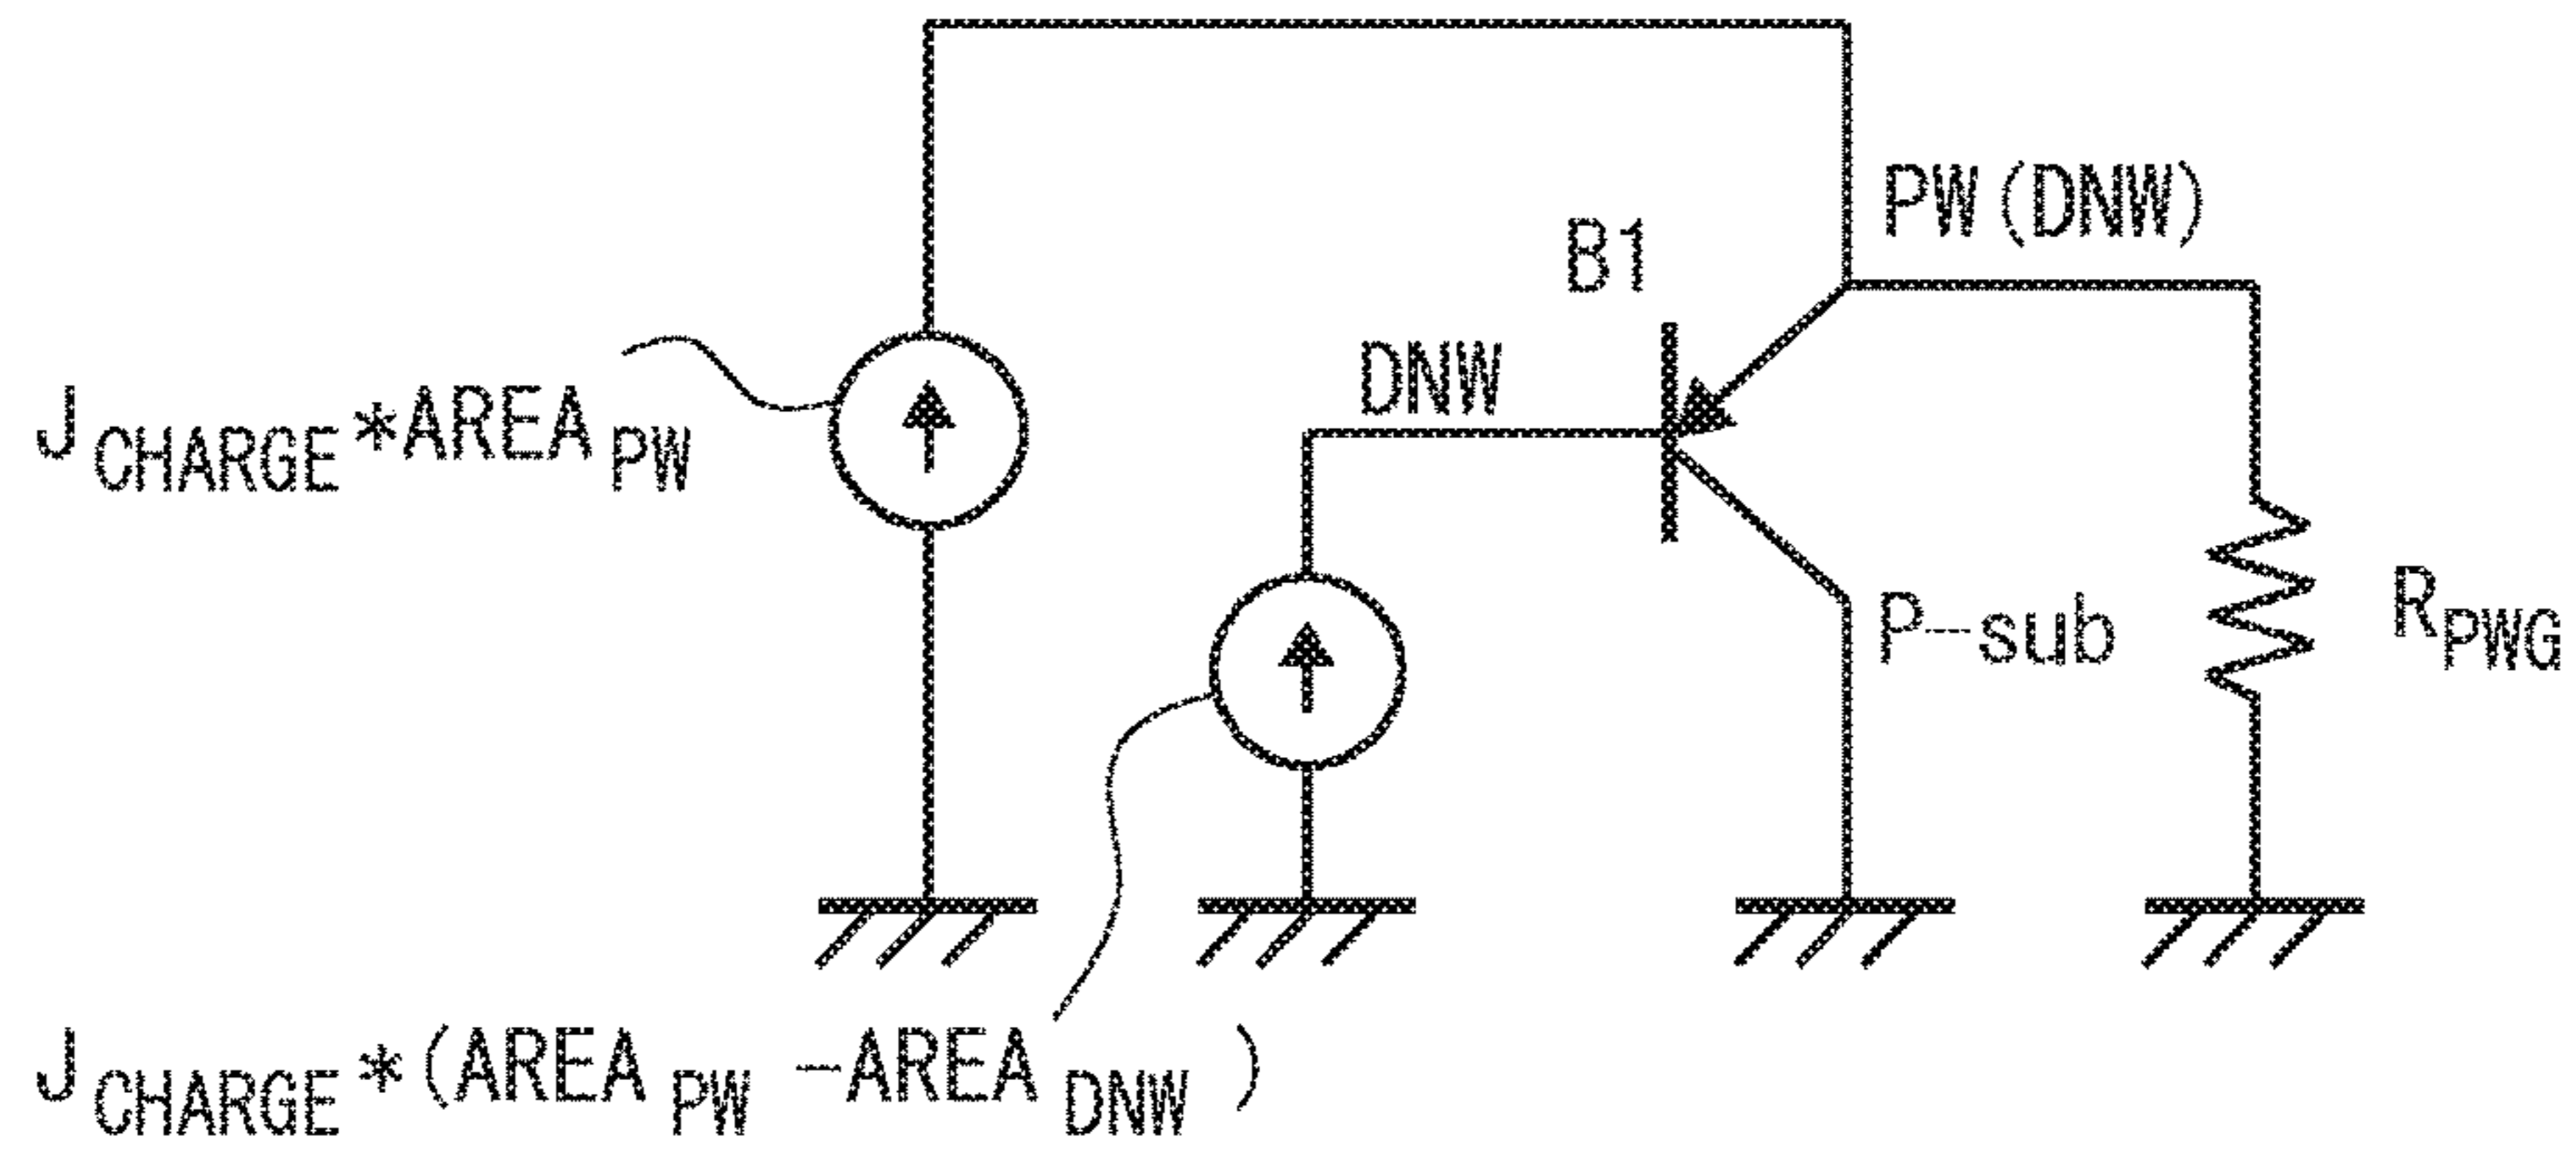 PW(DNW)
B1
DNW
J CHARGE *AREA PW
P-sub
R PWG
J CHARGE *(AREA PW -AREA DNW )